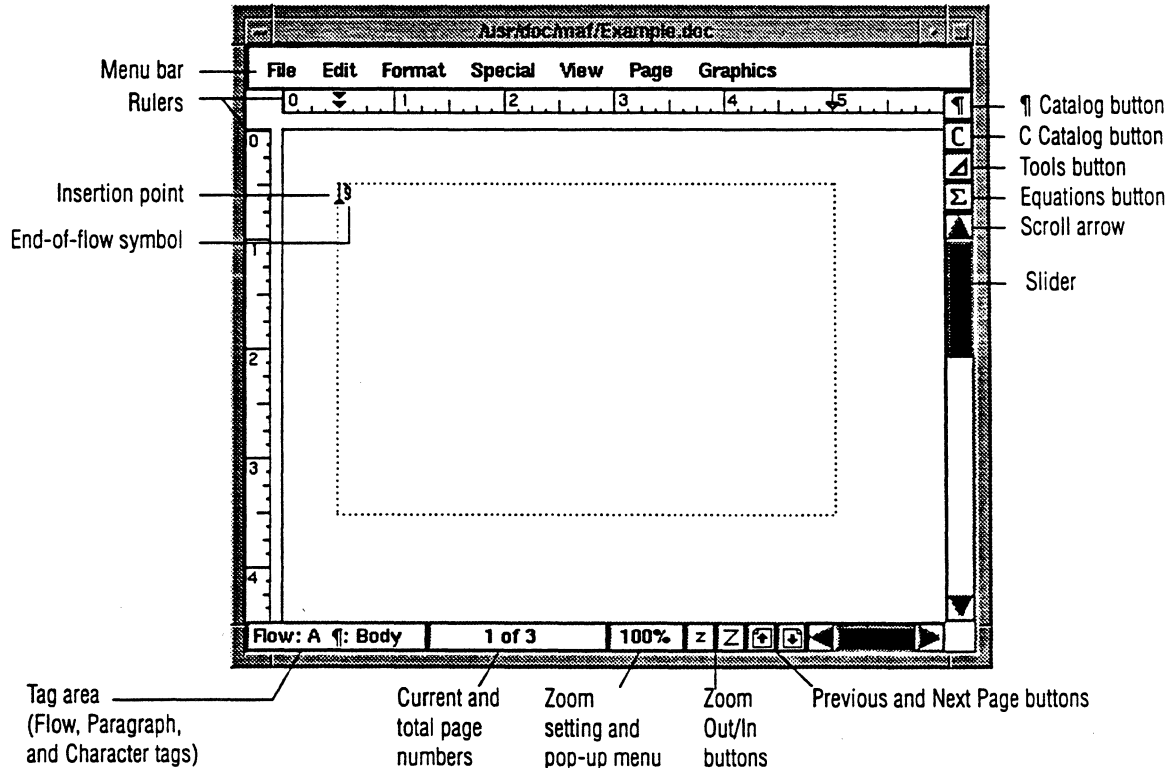 /usr/doc/maf/Example.doc
Menu bar
File Edit Format Special View Page Graphics
Rulers
0 1 2 3 4 5
¶
¶ Catalog button
C
C Catalog button
Tools button
Σ
Equations button
Scroll arrow
Slider
0
Insertion point
§
End-of-flow symbol
1
2
3
4
Flow: A ¶: Body
1 of 3
100%
z
Z
Tag area
(Flow, Paragraph,
and Character tags)
Current and
total page
numbers
Zoom
setting and
pop-up menu
Zoom
Out/In
buttons
Previous and Next Page buttons